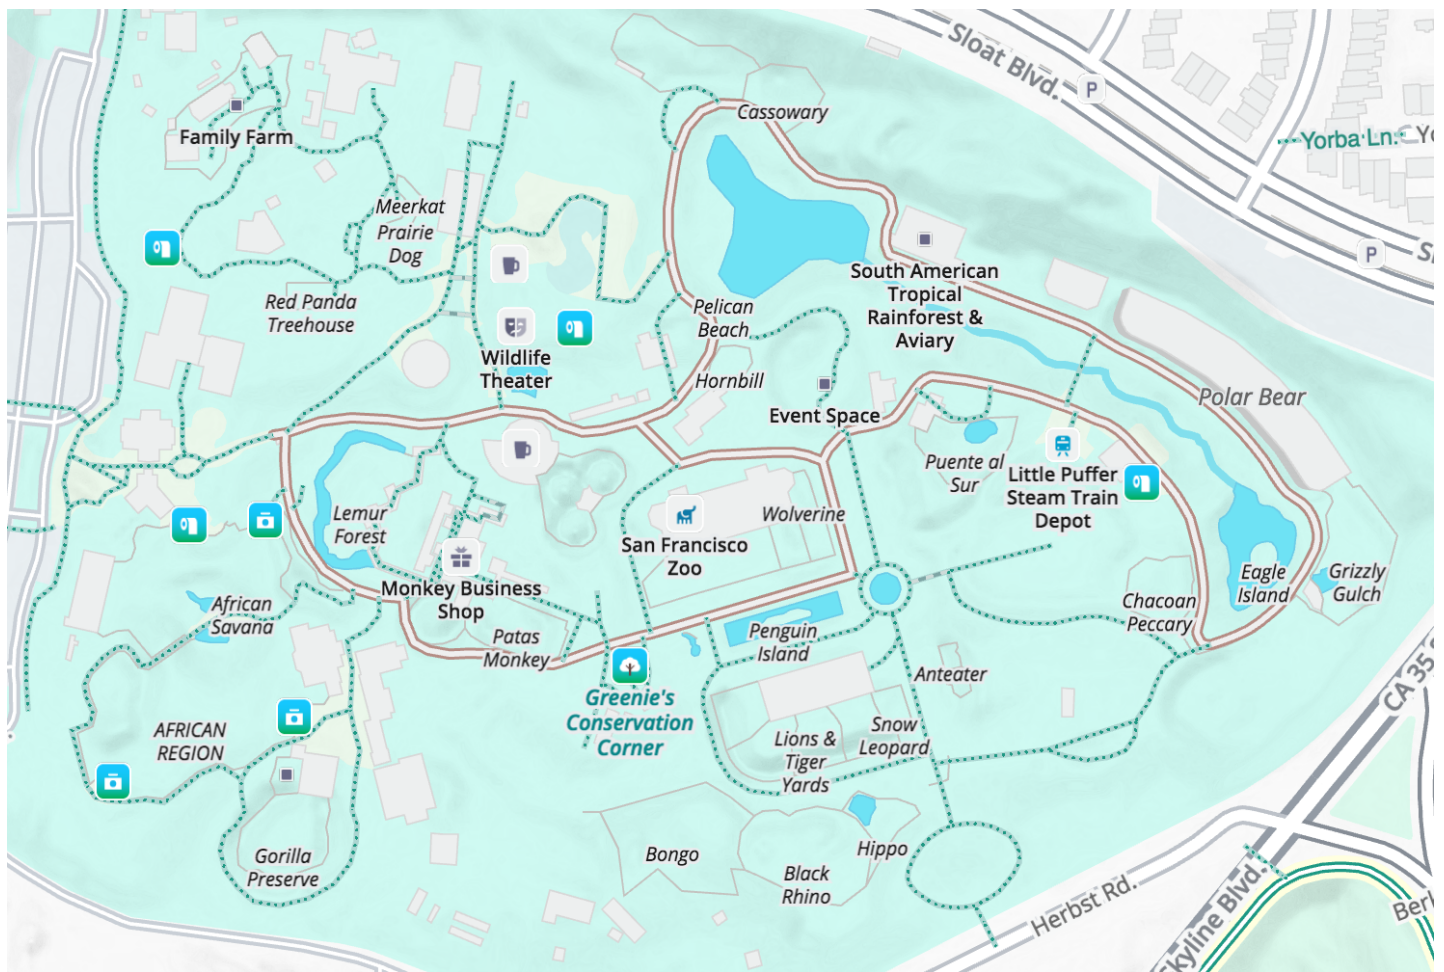 Sloat Blvd.
P
Cassowary
Family Farm
Yorba Ln.
Meerkat
Prairie
Dog
P
South American
Tropical
Rainforest &
Aviary
Red Panda
Treehouse
Pelican
Beach
Wildlife
Theater
Hornbill
Polar Bear
Event Space
Puente al
Sur
Little Puffer
Steam Train
Depot
Lemur
Forest
Wolverine
San Francisco
Zoo
Eagle
Island
Grizzly
Gulch
Monkey Business
Shop
African
Savana
Chacoan
Peccary
Patas
Monkey
Penguin
Island
Anteater
CA 35
Greenie's
Conservation
Corner
AFRICAN
REGION
Snow
Leopard
Lions &
Tiger
Yards
Gorilla
Preserve
Bongo
Hippo
Black
Rhino
Herbst Rd.
Skyline Blvd.